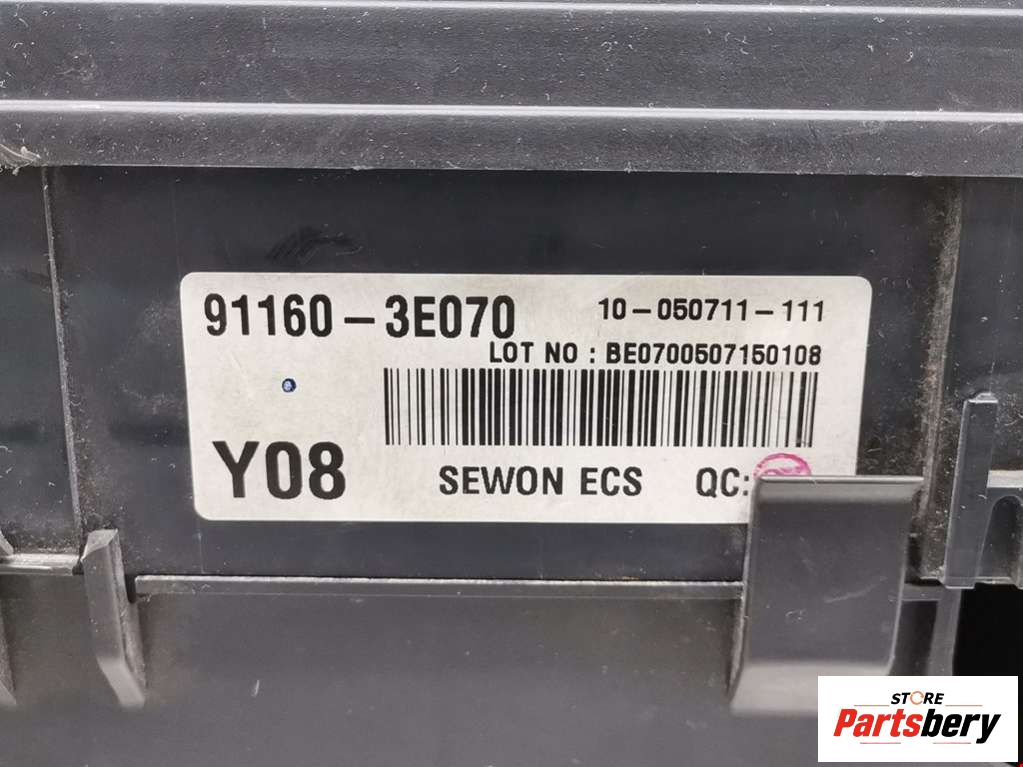 91160-3E070
10-050711-111
LOT NO : BE0700507150108
Y08
SEWON ECS
QC:
STORE
Partsbery